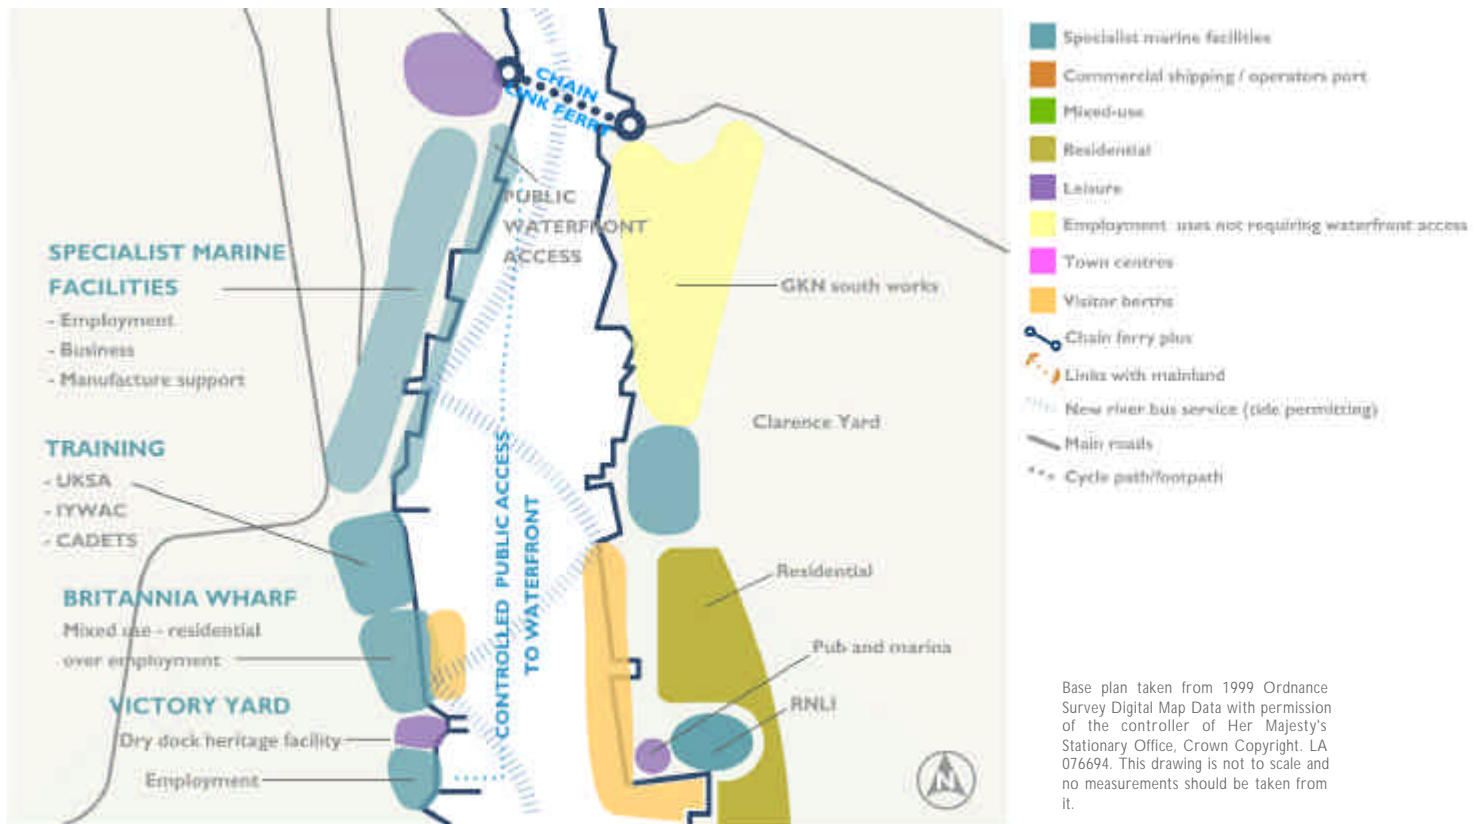 CHAIN
LINK FERRY
PUBLIC
WATERFRONT
ACCESS
SPECIALIST MARINE
FACILITIES
- Employment
- Business
- Manufacture support
TRAINING
- UKSA
- IYWAC
- CADETS
BRITANNIA WHARF
Mixed use - residential
over employment
VICTORY YARD
Dry dock heritage facility
Employment
CONTROLLED PUBLIC ACCESS
TO WATERFRONT
GKN south works
Clarence Yard
Residential
Pub and marina
RNLI
N
Specialist marine facilities
Commercial shipping / operators port
Mixed-use
Residential
Leisure
Employment uses not requiring waterfront access
Town centres
Visitor berths
Chain ferry plus
Links with mainland
New river bus service (tide permitting)
Main roads
Cycle path/footpath
Base plan taken from 1999 Ordnance
Survey Digital Map Data with permission
of the controller of Her Majesty's
Stationary Office, Crown Copyright. LA
076694. This drawing is not to scale and
no measurements should be taken from
it.